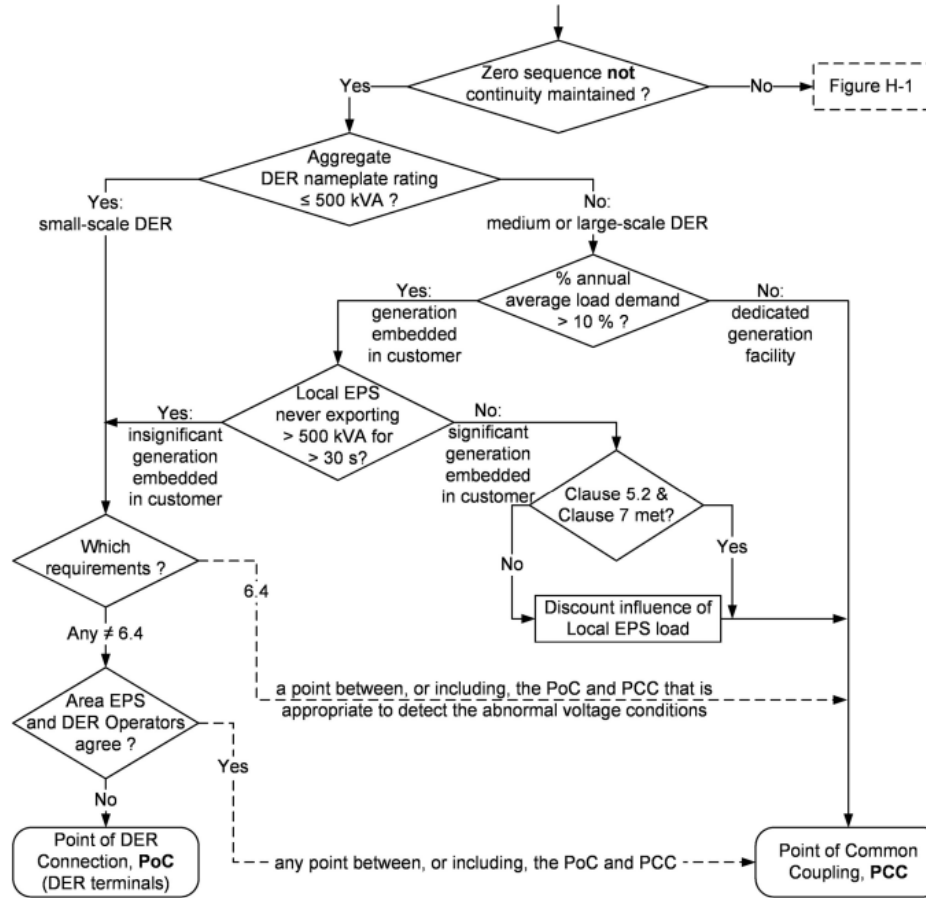 Zero sequence not
continuity maintained ?
Yes
No
Figure H-1
Aggregate
DER nameplate rating
≤ 500 kVA ?
Yes:
small-scale DER
No:
medium or large-scale DER
% annual
average load demand
> 10 % ?
Yes:
generation
embedded
in customer
No:
dedicated
generation
facility
Local EPS
never exporting
> 500 kVA for
> 30 s?
Yes:
insignificant
generation
embedded
in customer
No:
significant
generation
embedded
in customer
Clause 5.2 &
Clause 7 met?
No
Yes
Discount influence of
Local EPS load
Which
requirements ?
6.4
Any ≠ 6.4
a point between, or including, the PoC and PCC that is
appropriate to detect the abnormal voltage conditions
Area EPS
and DER Operators
agree ?
Yes
No
Point of DER
Connection, PoC
(DER terminals)
any point between, or including, the PoC and PCC
Point of Common
Coupling, PCC